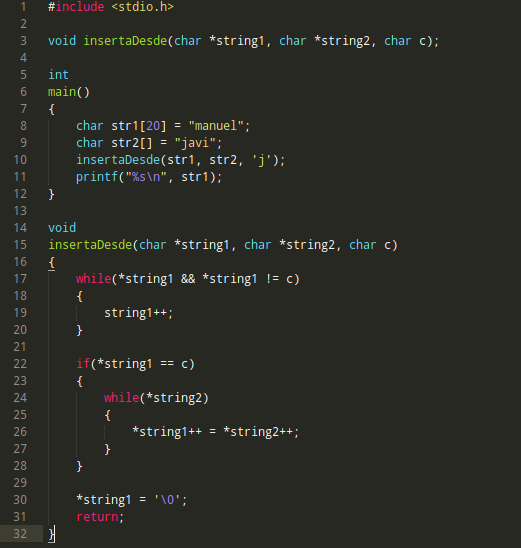 1 #include <stdio.h>
2
3 void insertaDesde(char *string1, char *string2, char c);
4
5 int
6 main()
7 {
8 char str1[20] = "manuel";
9 char str2[] = "javi";
10 insertaDesde(str1, str2, 'j');
11 printf("%s\n", str1);
12 }
13
14 void
15 insertaDesde(char *string1, char *string2, char c)
16 {
17 while(*string1 && *string1 != c)
18 {
19 string1++;
20 }
21
22 if(*string1 == c)
23 {
24 while(*string2)
25 {
26 *string1++ = *string2++;
27 }
28 }
29
30 *string1 = '\0';
31 return;
32 }